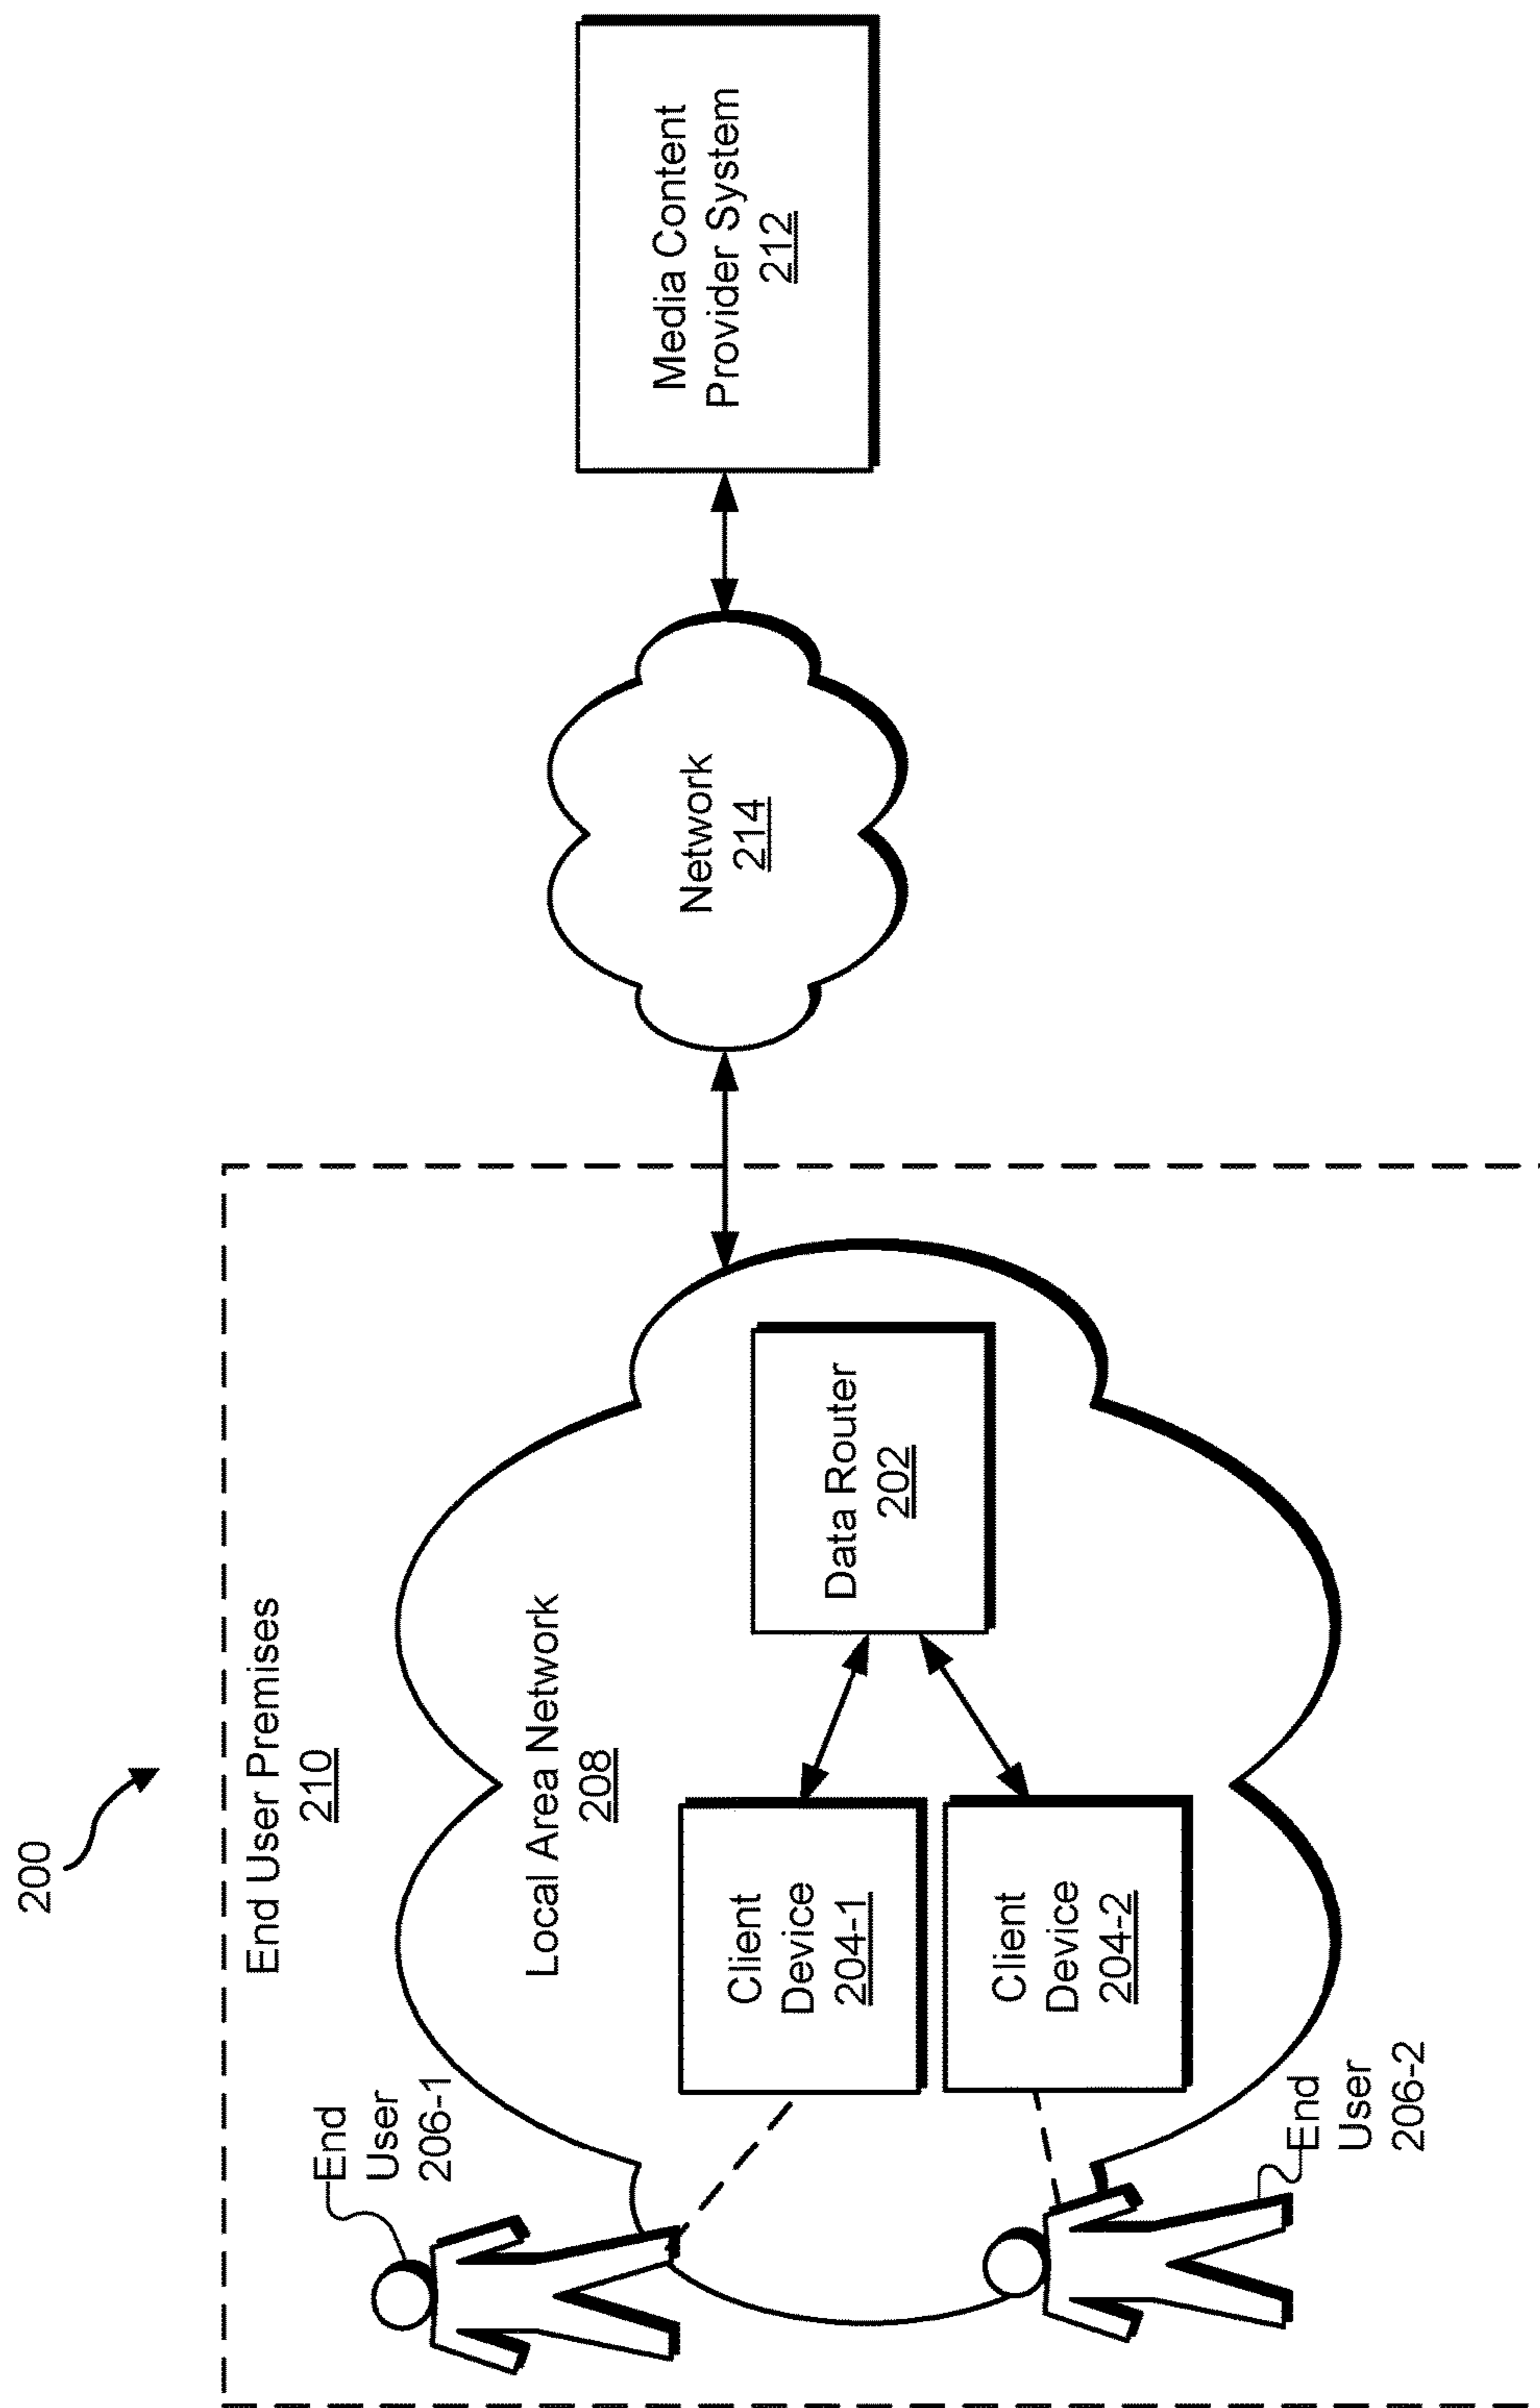 200
End User Premises
210
End
User
206-1
Local Area Network
208
Client
Device
204-1
Data Router
202
Client
Device
204-2
End
User
206-2
Network
214
Media Content
Provider System
212